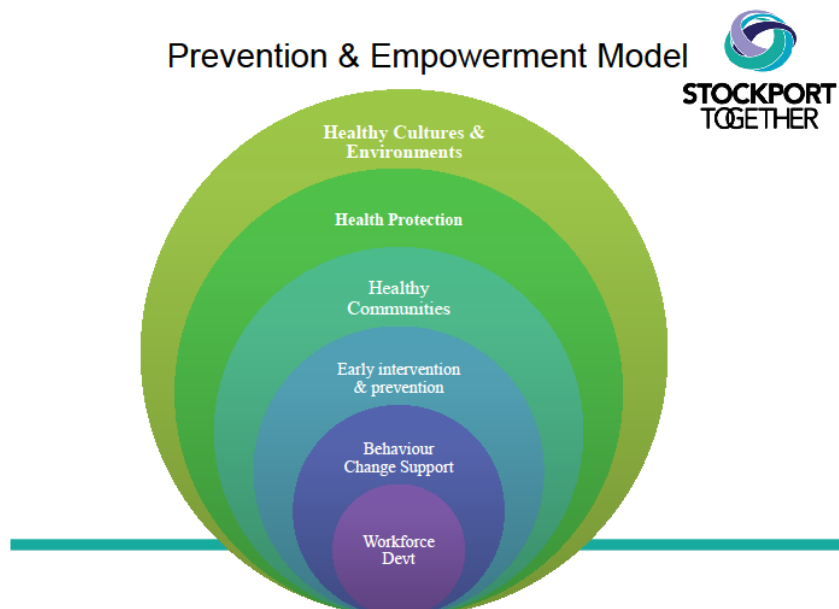 Prevention & Empowerment Model
STOCKPORT
TOGETHER
Healthy Cultures &
Environments
Health Protection
Healthy
Communities
Early intervention
& prevention
Behaviour
Change Support
Workforce
Devt